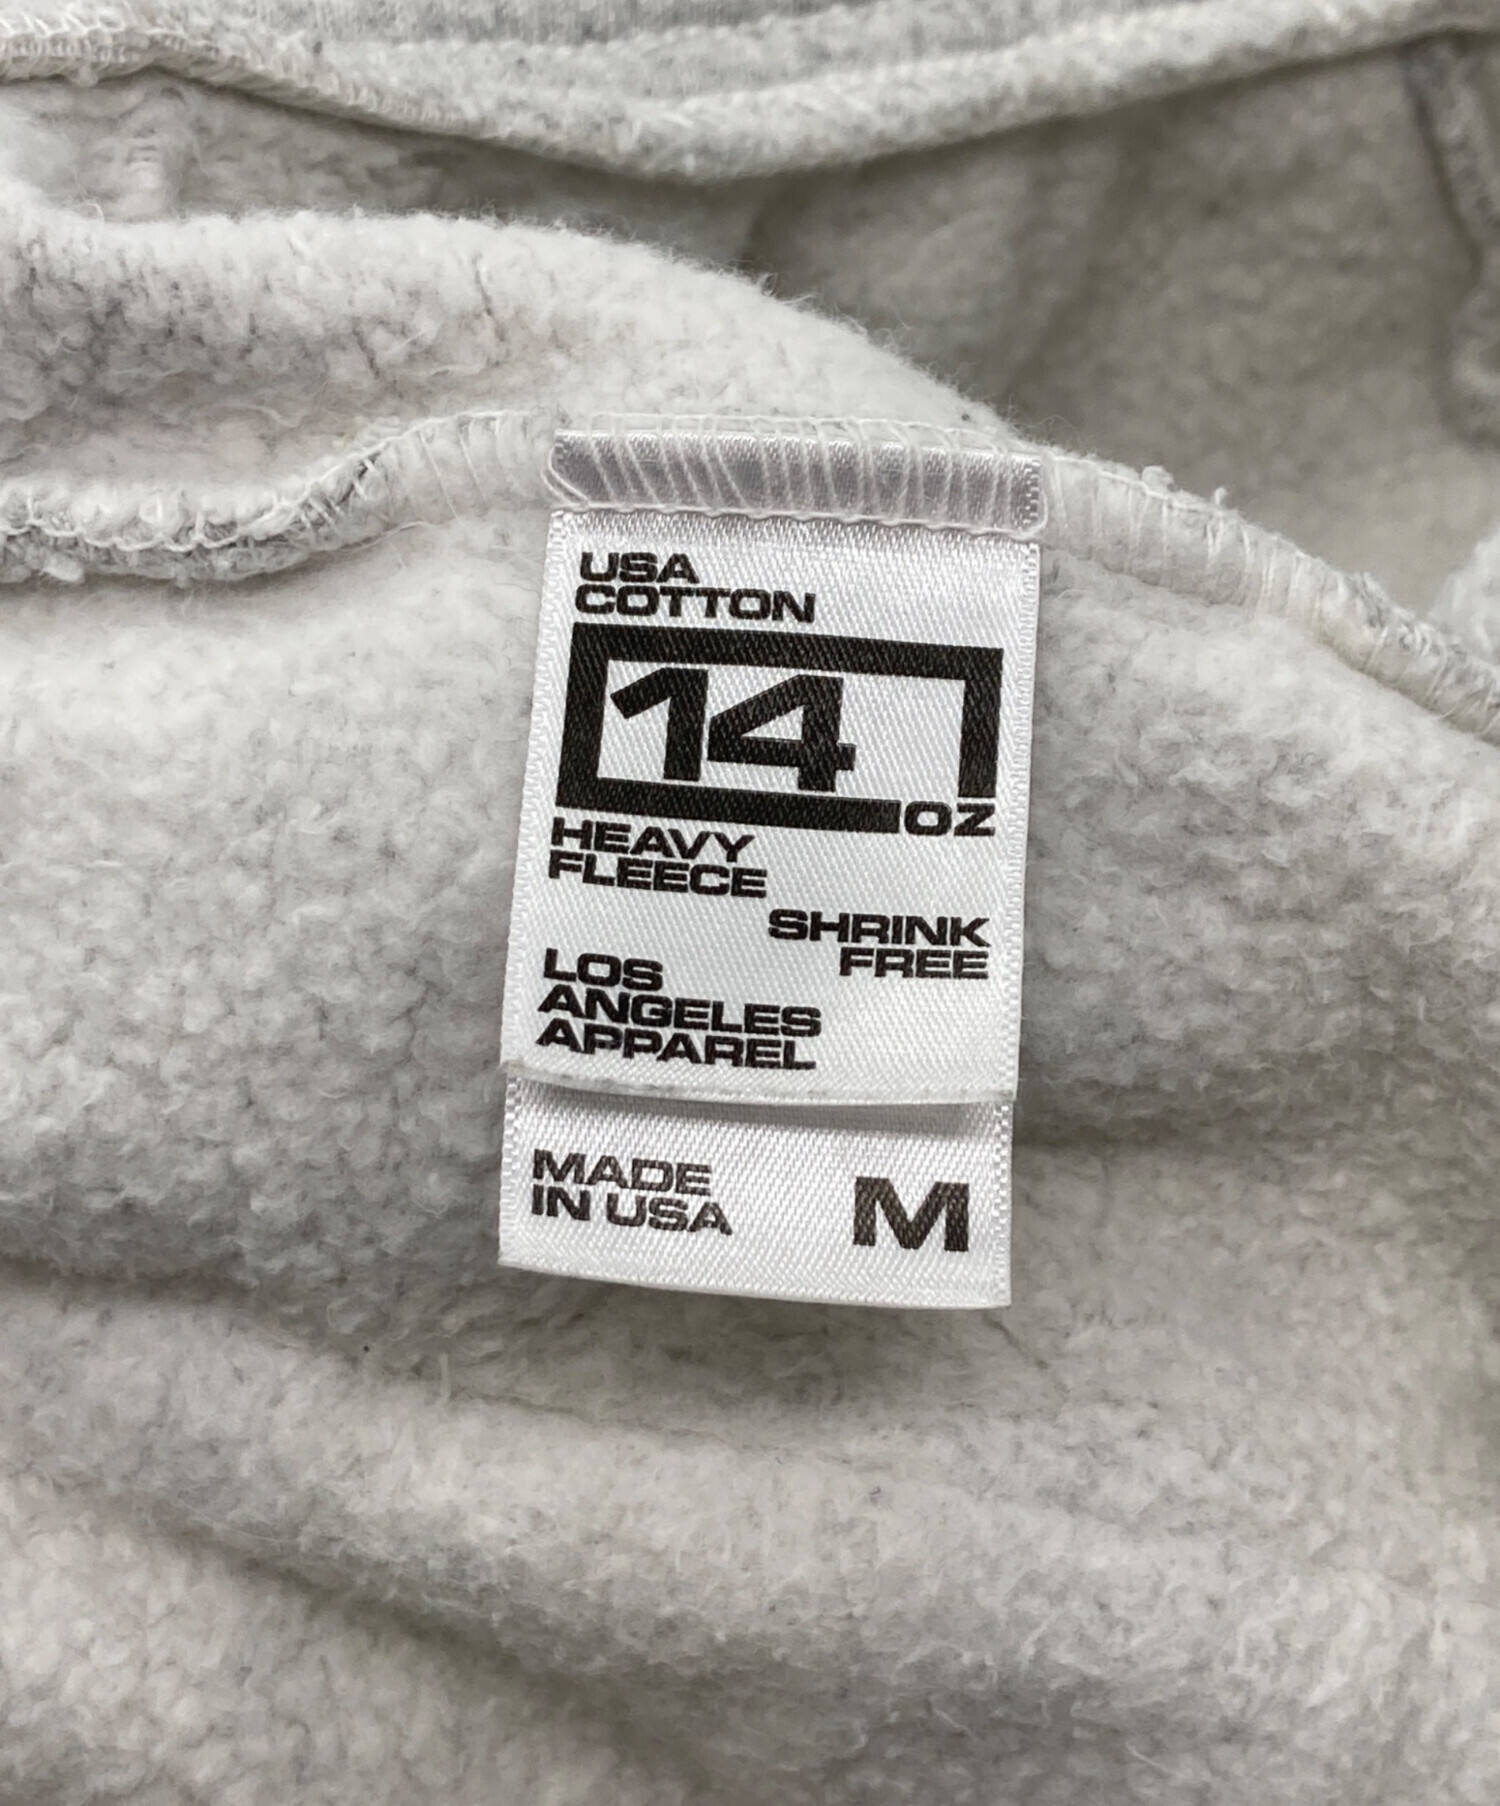 USA
COTTON
14
OZ
HEAVY
FLEECE
SHRINK
FREE
LOS
ANGELES
APPAREL
MADE
IN USA
M